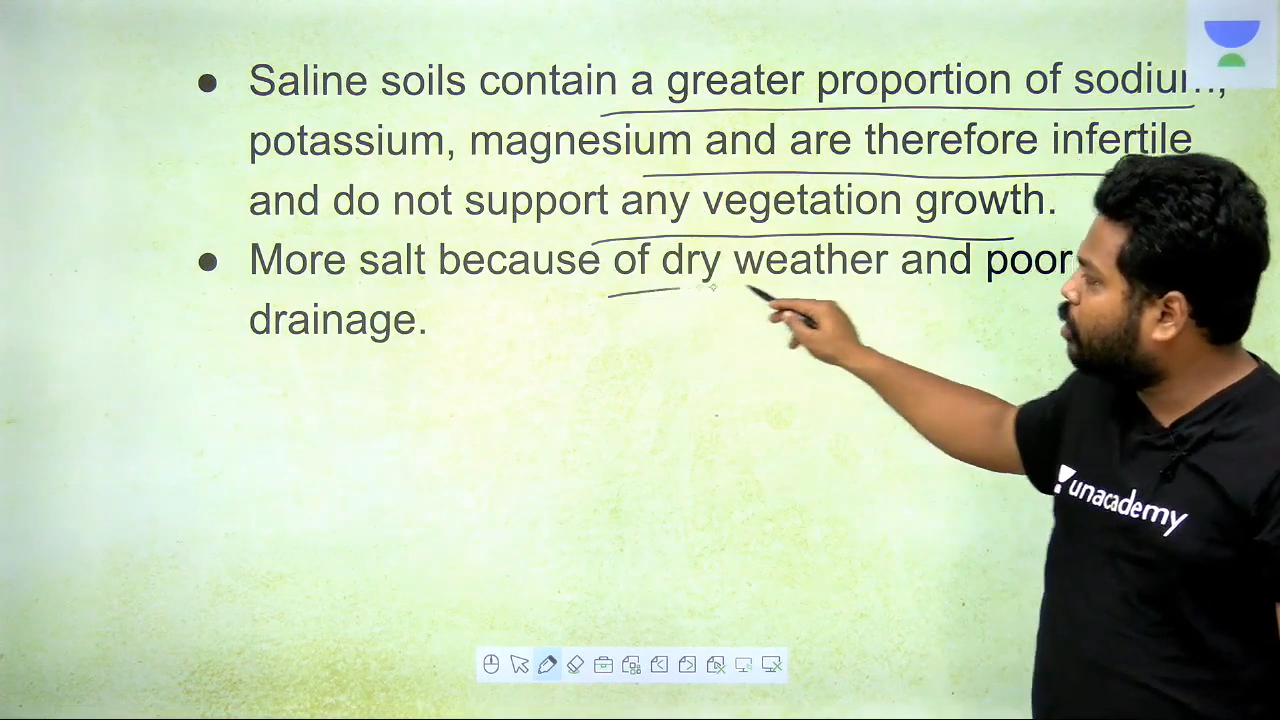 ● Saline soils contain a greater proportion of
potassium, magnesium and are therefore infertile
and do not support any vegetation growth.
● More salt because of dry weather and poor
drainage.
unacademy